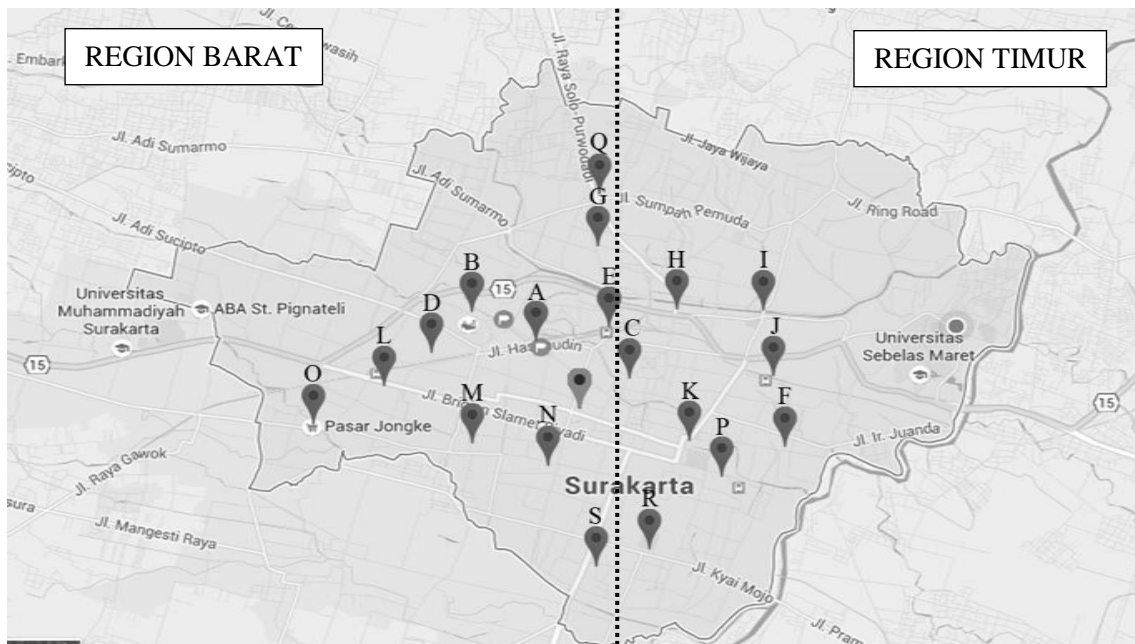 REGION BARAT
REGION TIMUR
Jl. Raya Solo-Purwodadi
Jl. Adi Sumarmo
Jl. Adi Sumarmo
Jl. Jaya Wijaya
Q
Jl. Sumpah Pemuda
Jl. Ring Road
G
Jl. Adi Sucipto
B
H
I
E
15
A
Universitas
Muhammadiyah
Surakarta
ABA St. Pignateli
D
J
C
Universitas
Sebelas Maret
L
15
O
M
N
K
F
15
P
Pasar Jongke
Jl. Ir. Juanda
Jl. Raya Gawok
Surakarta
R
S
Jl. Mangesti Raya
Jl. Kyai Mojo